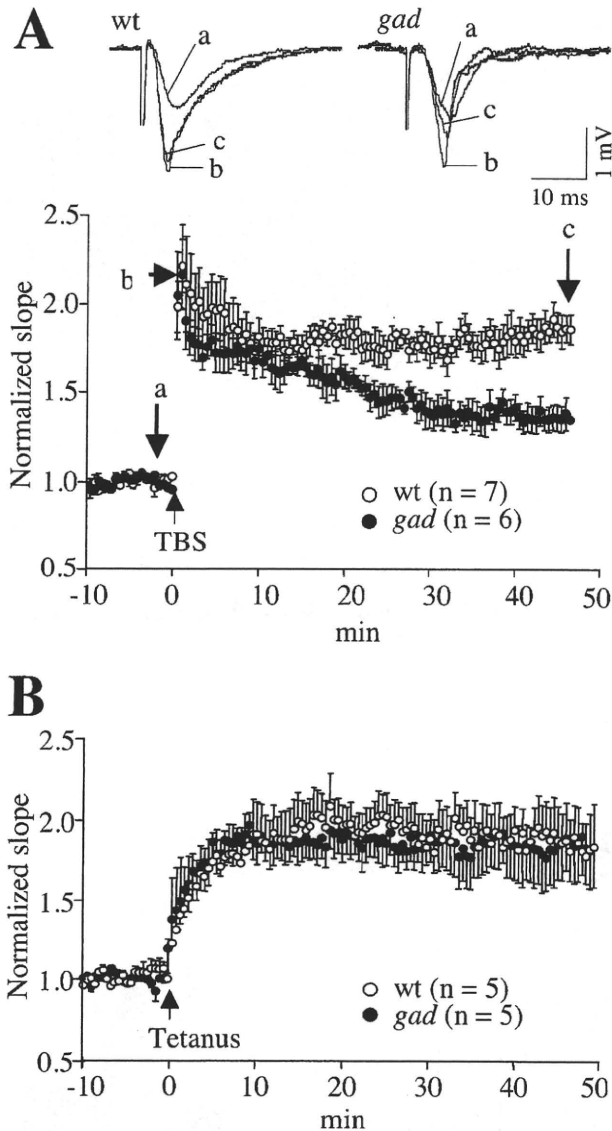 A
wt
gad
a
a
c
b
c
b
1 mV
10 ms
2.5
2.0
1.5
1.0
0.5
Normalized slope
b
a
c
TBS
wt (n = 7)
gad (n = 6)
-10 0 10 20 30 40 50
min
B
2.5
2.0
1.5
1.0
0.5
Normalized slope
Tetanus
wt (n = 5)
gad (n = 5)
-10 0 10 20 30 40 50
min